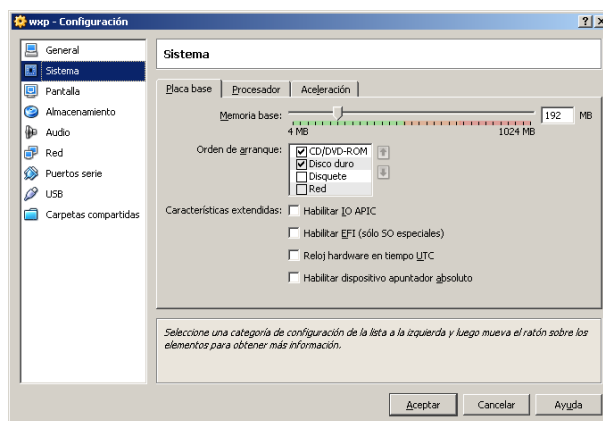 wxp - Configuración
General
Sistema
Pantalla
Almacenamiento
Audio
Red
Puertos serie
USB
Carpetas compartidas
Sistema
Placa base Procesador Aceleración
Memoria base: 192 MB
4 MB 1024 MB
Orden de arranque: CD/DVD-ROM
Disco duro
Disquete
Red
Características extendidas: Habilitar IO APIC
Habilitar EFI (sólo SO especiales)
Reloj hardware en tiempo UTC
Habilitar dispositivo apuntador absoluto
Seleccione una categoría de configuración de la lista a la izquierda y luego mueva el ratón sobre los
elementos para obtener más información.
Aceptar Cancelar Ayuda